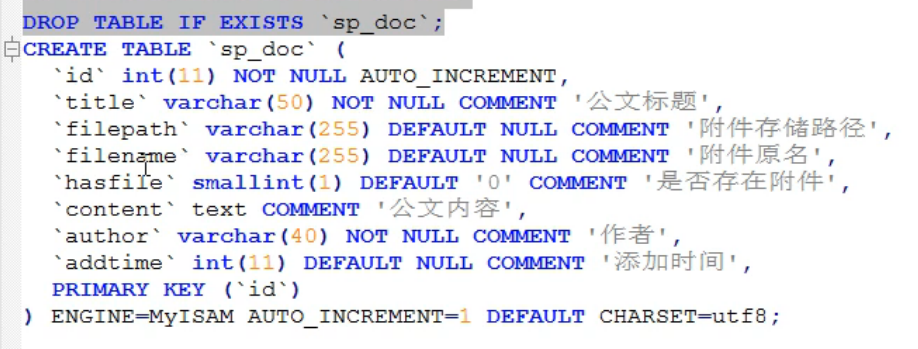 DROP TABLE IF EXISTS `sp_doc`;
CREATE TABLE `sp_doc` (
`id` int(11) NOT NULL AUTO_INCREMENT,
`title` varchar(50) NOT NULL COMMENT '公文标题',
`filepath` varchar(255) DEFAULT NULL COMMENT '附件存储路径',
`filename` varchar(255) DEFAULT NULL COMMENT '附件原名',
`hasfile` smallint(1) DEFAULT '0' COMMENT '是否存在附件',
`content` text COMMENT '公文内容',
`author` varchar(40) NOT NULL COMMENT '作者',
`addtime` int(11) DEFAULT NULL COMMENT '添加时间',
PRIMARY KEY (`id`)
) ENGINE=MyISAM AUTO_INCREMENT=1 DEFAULT CHARSET=utf8;